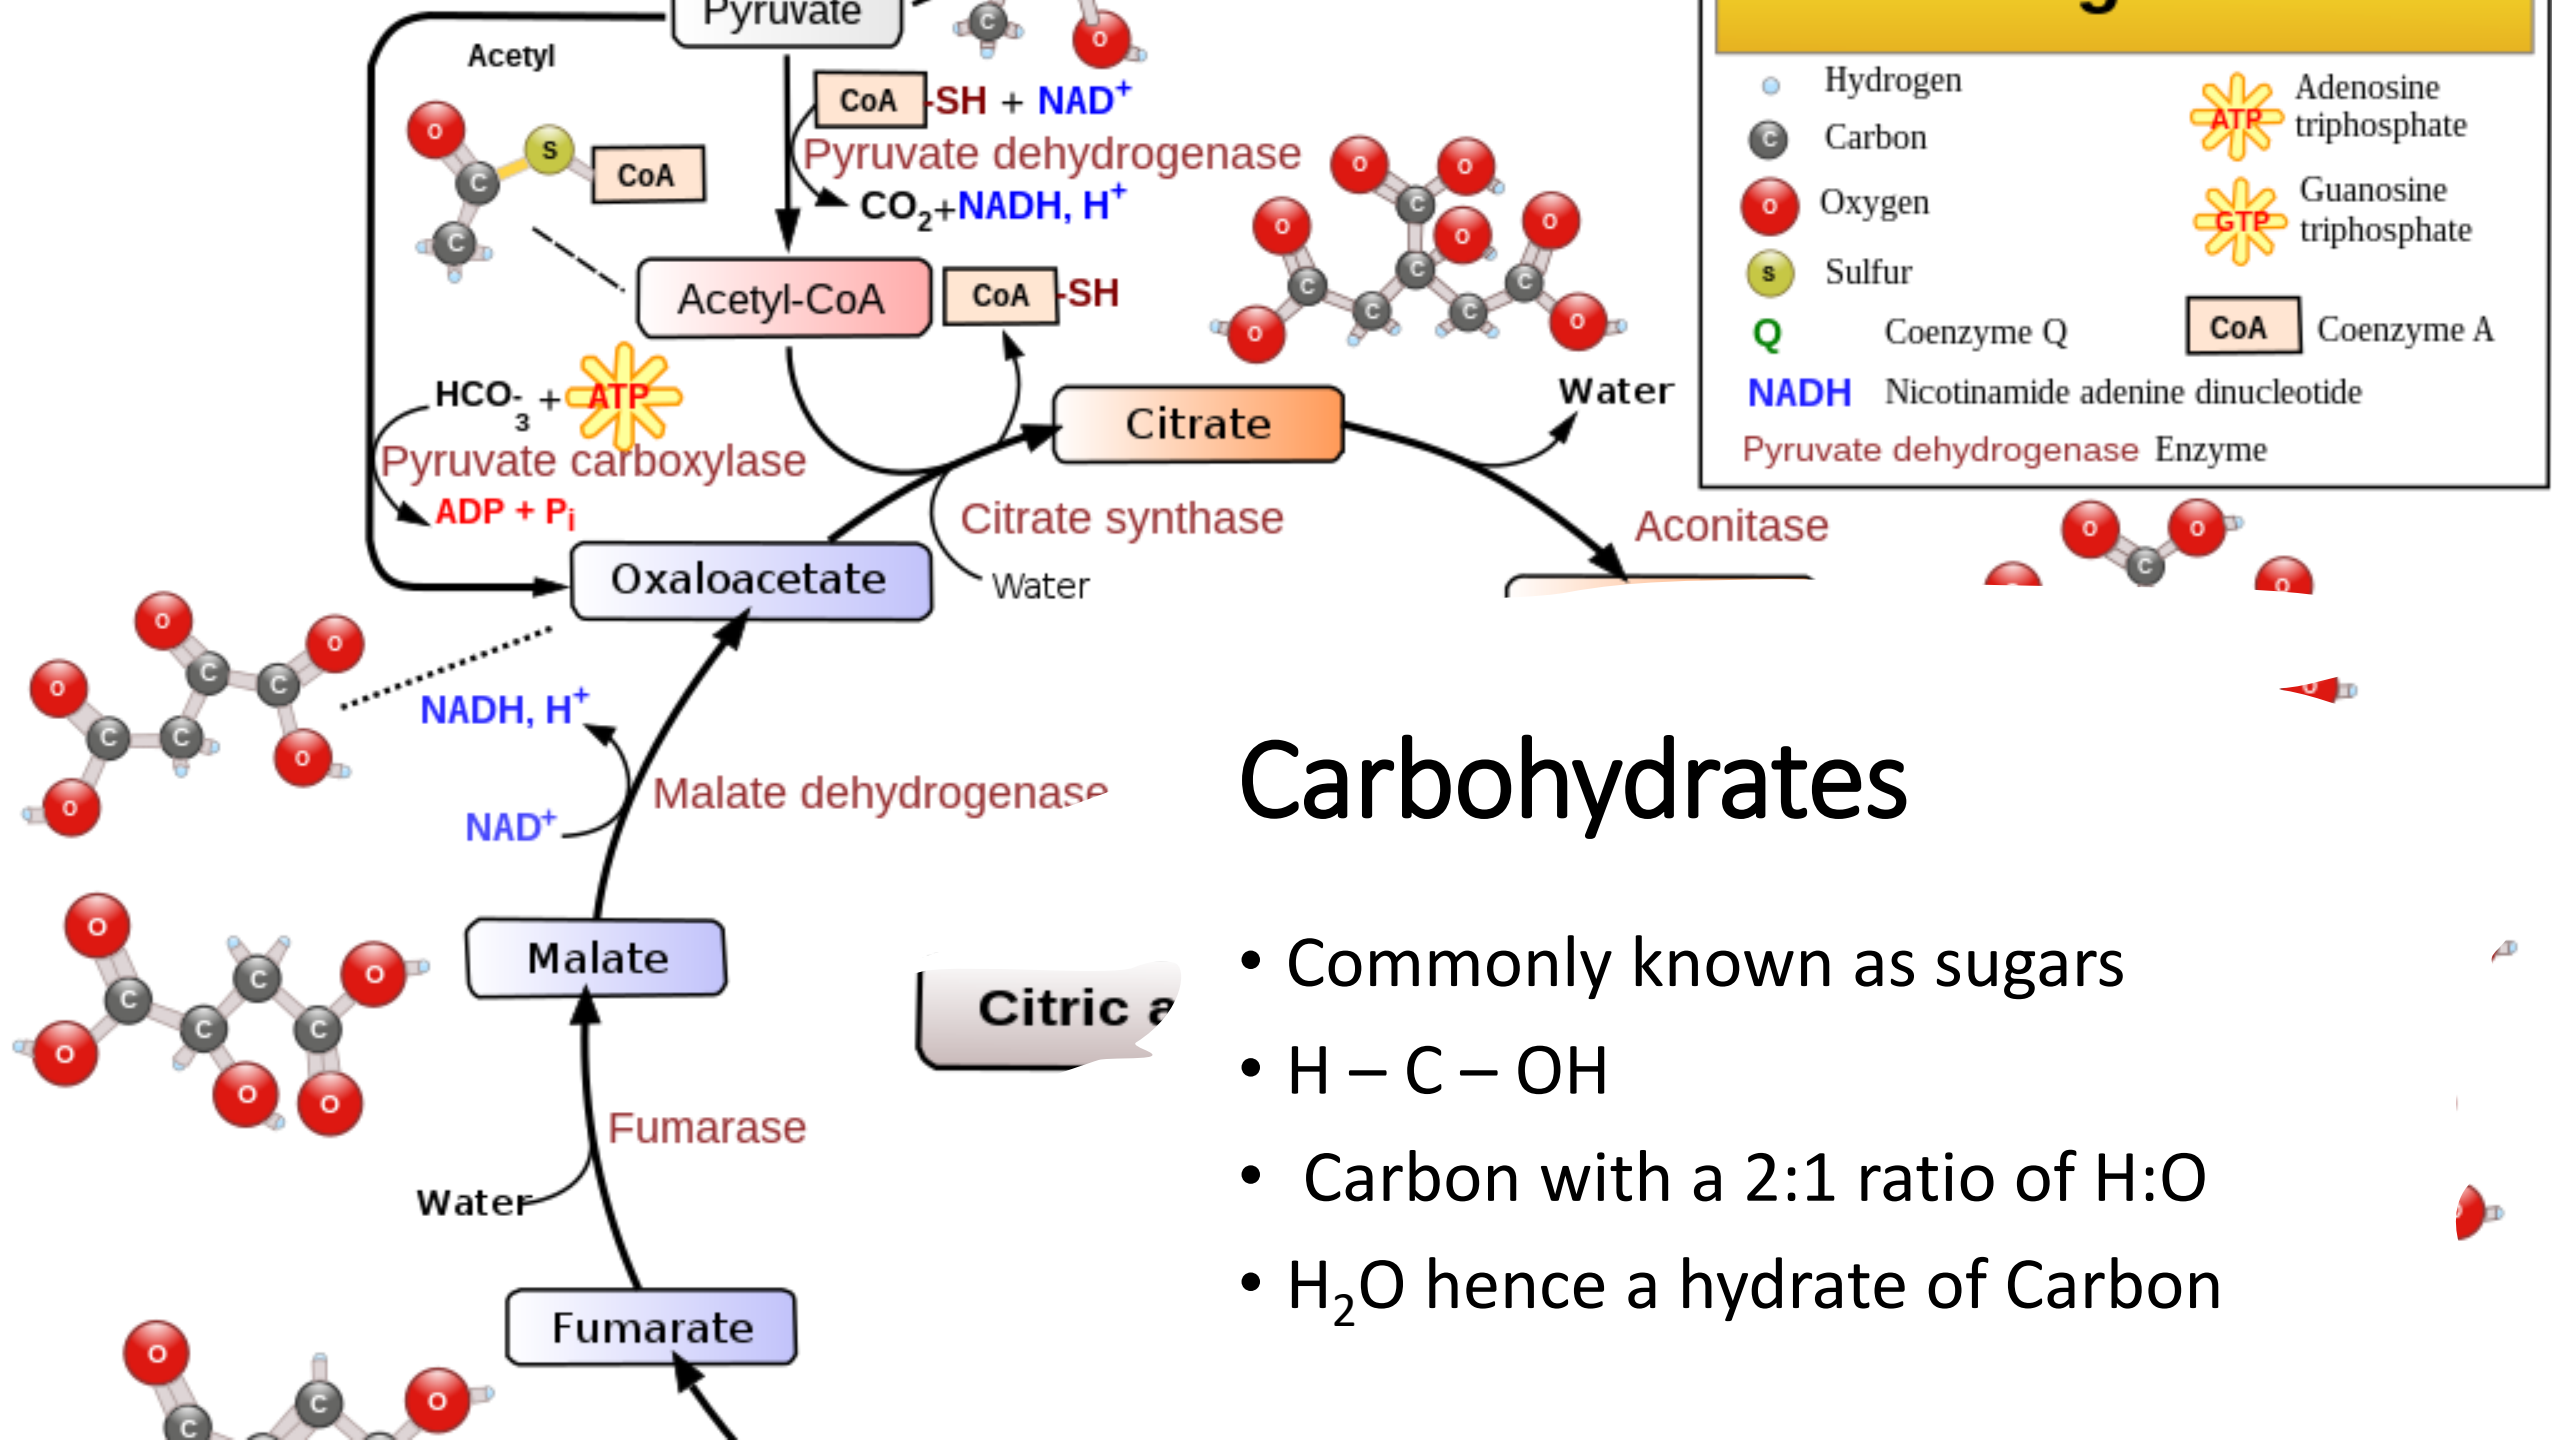 Pyruvate
Acetyl
CoA
CoA -SH + NAD+
Pyruvate dehydrogenase
CO2+NADH, H+
Acetyl-CoA
CoA -SH
HCO-3 + ATP
Pyruvate carboxylase
ADP + Pi
Citrate
Water
Aconitase
Citrate synthase
Water
Oxaloacetate
NADH, H+
NAD+
Malate dehydrogenase
Malate
Citric a
Fumarase
Water
Fumarate
Hydrogen
Carbon
Oxygen
Sulfur
Q Coenzyme Q
NADH Nicotinamide adenine dinucleotide
Pyruvate dehydrogenase Enzyme
ATP Adenosine
triphosphate
GTP Guanosine
triphosphate
CoA Coenzyme A
Carbohydrates
• Commonly known as sugars
• H – C – OH
• Carbon with a 2:1 ratio of H:O
• H2O hence a hydrate of Carbon